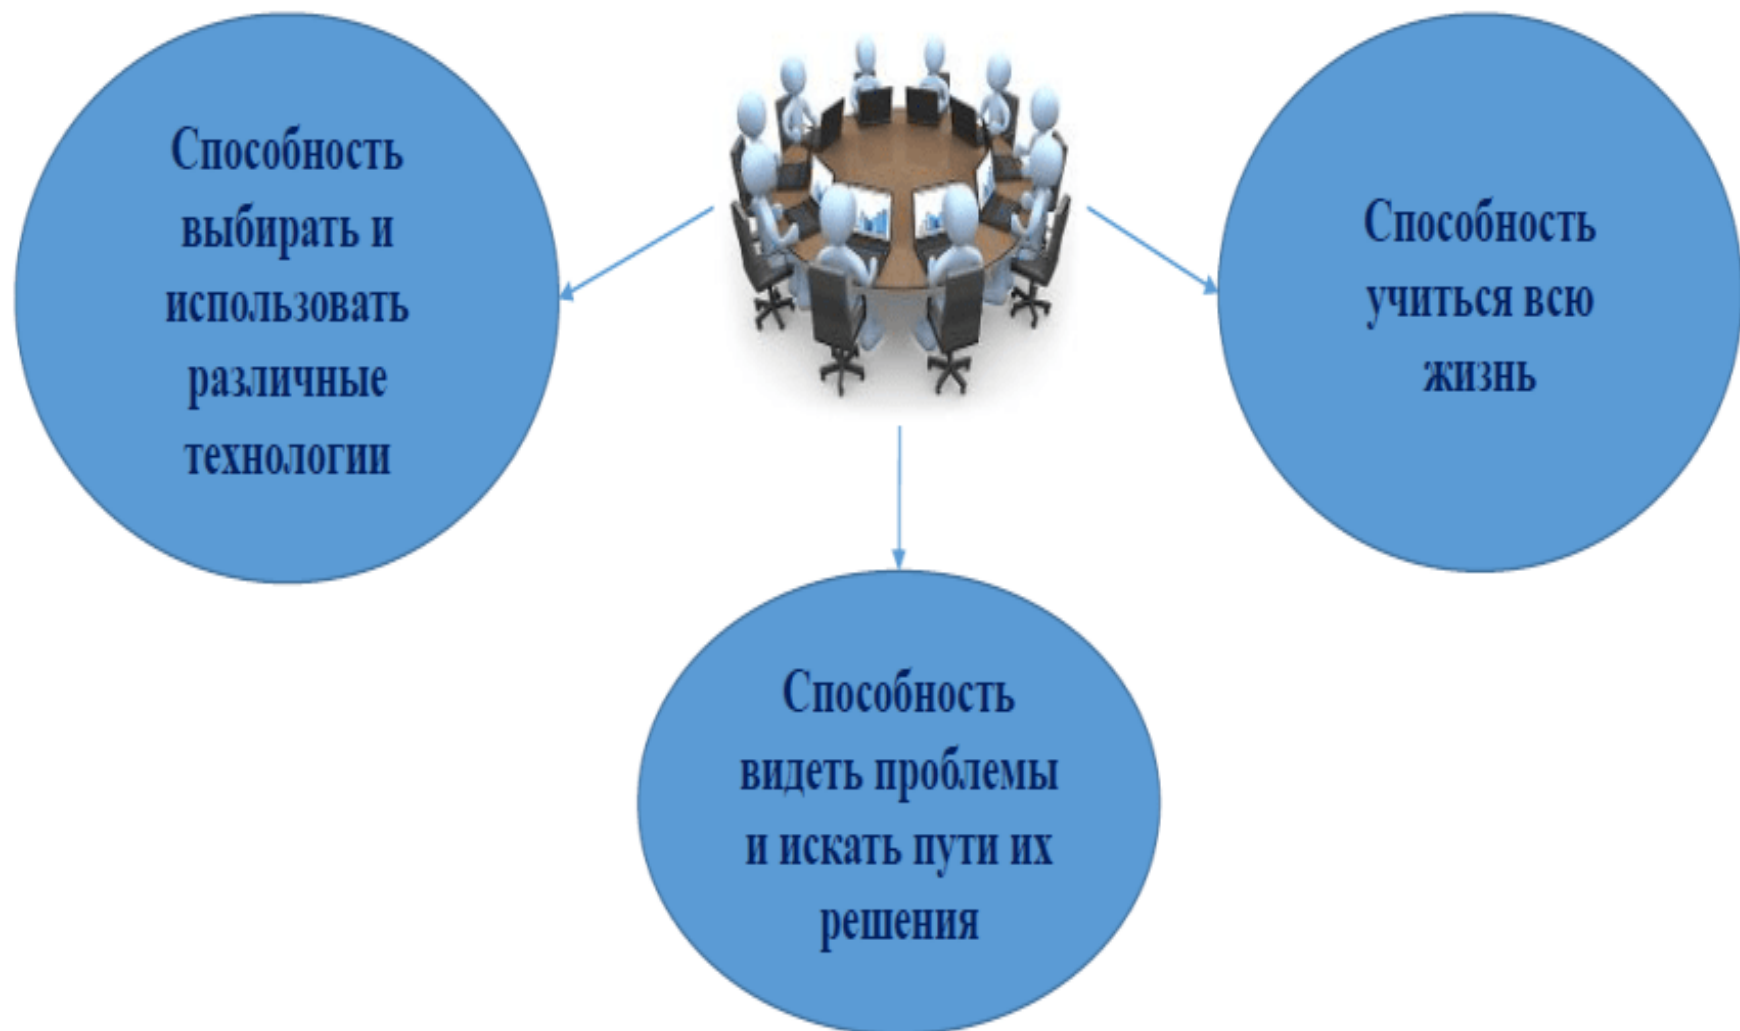 Способность
выбирать и
использовать
различные
технологии
Способность
учиться всю
жизнь
Способность
видеть проблемы
и искать пути их
решения